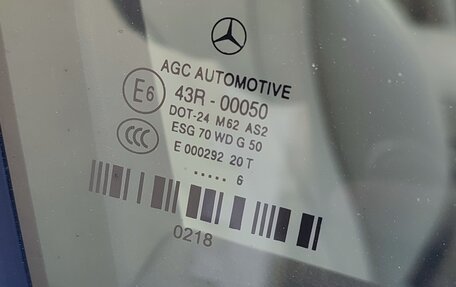 AGC AUTOMOTIVE
E6 43R - 00050
DOT-24 M62 AS2
CCC ESG 70 WD G 50
E 000292 20 T
..... 6
0218